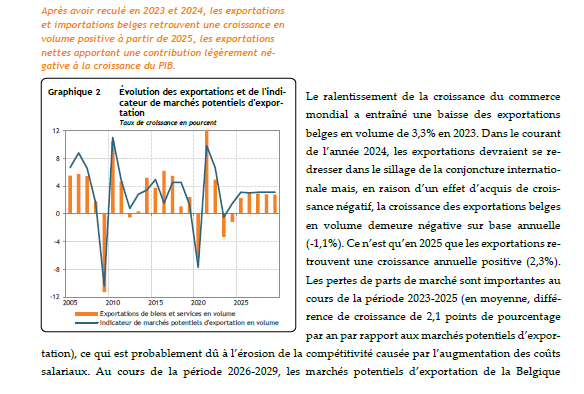 Après avoir reculé en 2023 et 2024, les exportations
et importations belges retrouvent une croissance en
volume positive à partir de 2025, les exportations
nettes apportant une contribution légèrement né-
gative à la croissance du PIB.
Graphique 2
Évolution des exportations et de l'indi-
cateur de marchés potentiels d'expor-
tation
Taux de croissance en pourcent
12
8
4
0
-4
-8
-12
2005 2010 2015 2020 2025
Exportations de biens et services en volume
Indicateur de marchés potentiels d'exportation en volume
Le ralentissement de la croissance du commerce
mondial a entraîné une baisse des exportations
belges en volume de 3,3% en 2023. Dans le courant
de l'année 2024, les exportations devraient se re-
dresser dans le sillage de la conjoncture internatio-
nale mais, en raison d'un effet d'acquis de crois-
sance négatif, la croissance des exportations belges
en volume demeure négative sur base annuelle
(-1,1%). Ce n'est qu'en 2025 que les exportations re-
trouvent une croissance annuelle positive (2,3%).
Les pertes de parts de marché sont importantes au
cours de la période 2023-2025 (en moyenne, diffé-
rence de croissance de 2,1 points de pourcentage
par an par rapport aux marchés potentiels d'expor-
tation), ce qui est probablement dû à l'érosion de la compétitivité causée par l'augmentation des coûts
salariaux. Au cours de la période 2026-2029, les marchés potentiels d'exportation de la Belgique